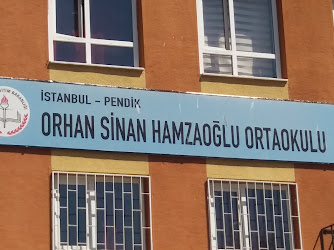 İSTANBUL - PENDİK
ORHAN SİNAN HAMZAOĞLU ORTAOKULU